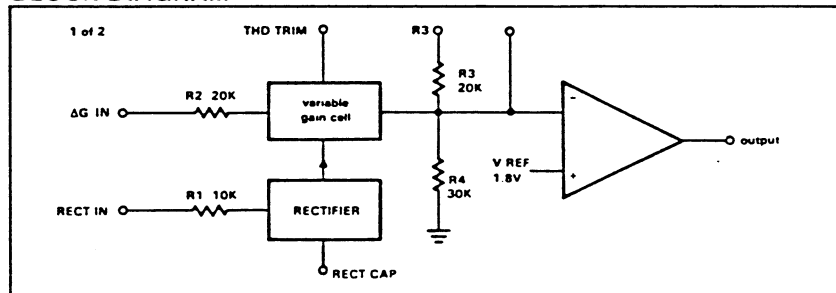 1 of 2
THD TRIM
R3
R3
20K
R2 20K
ΔG IN
variable
gain cell
V REF
1.8V
output
R4
30K
R1 10K
RECT IN
RECTIFIER
RECT CAP